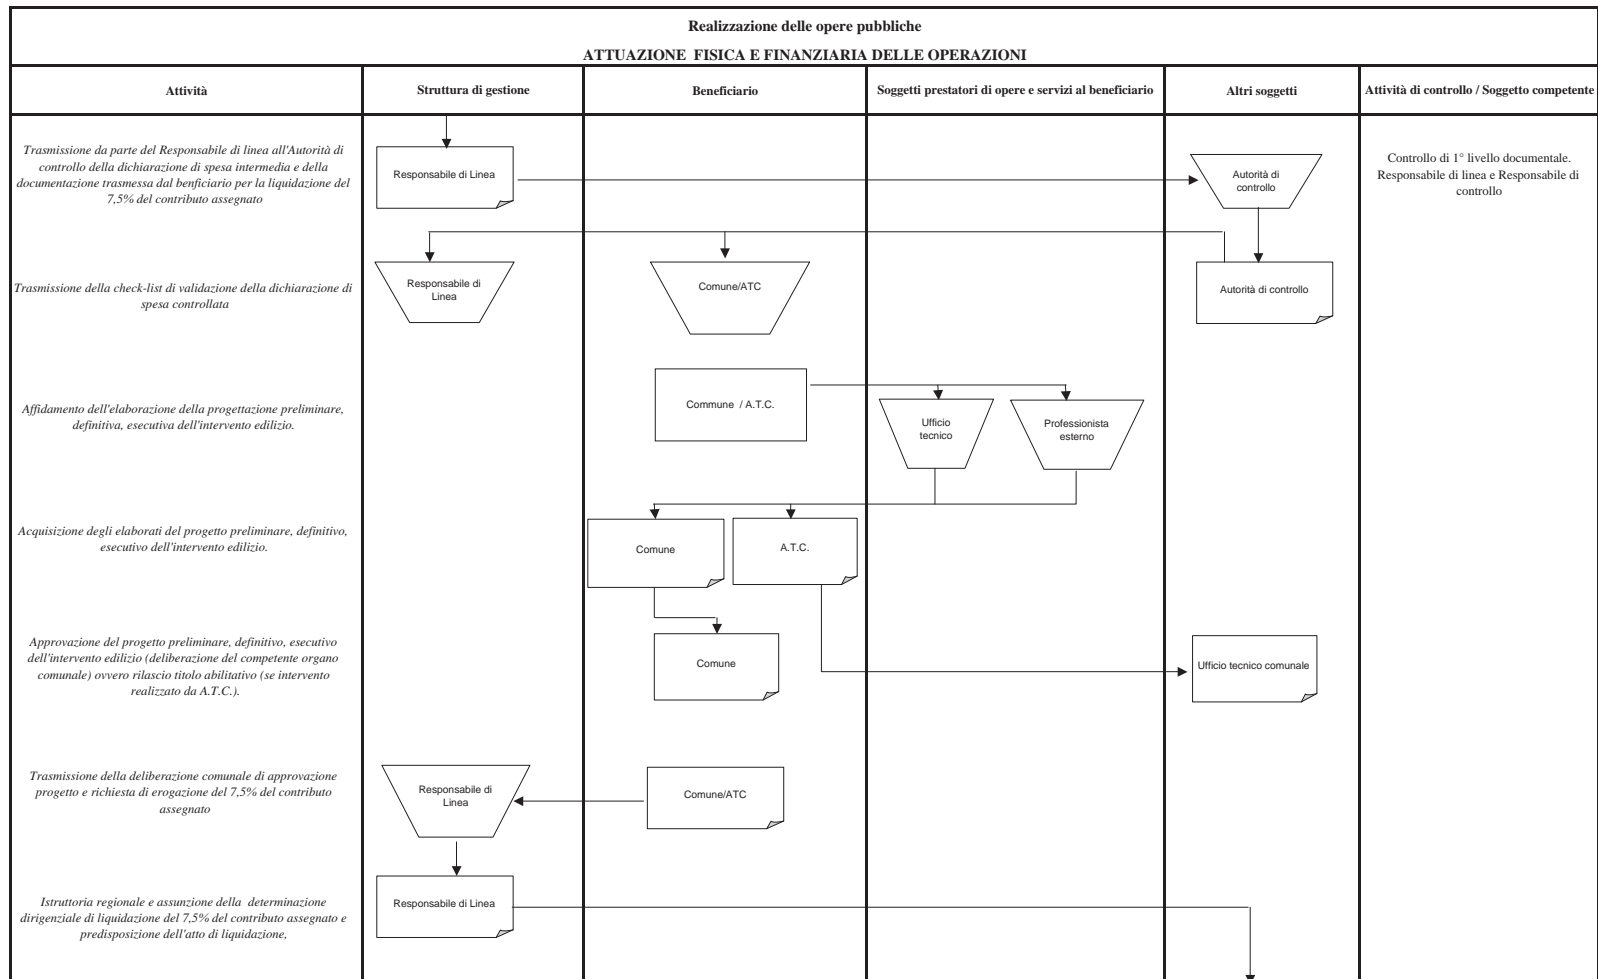 Realizzazione delle opere pubbliche
ATTUAZIONE FISICA E FINANZIARIA DELLE OPERAZIONI
Attività
Struttura di gestione
Beneficiario
Soggetti prestatori di opere e servizi al beneficiario
Altri soggetti
Attività di controllo / Soggetto competente
Trasmissione da parte del Responsabile di linea all'Autorità di
controllo della dichiarazione di spesa intermedia e della
documentazione trasmessa dal benficiario per la liquidazione del
7,5% del contributo assegnato
Responsabile di Linea
Autorità di
controllo
Controllo di 1° livello documentale.
Responsabile di linea e Responsabile di
controllo
Trasmissione della check-list di validazione della dichiarazione di
spesa controllata
Responsabile di
Linea
Comune/ATC
Autorità di controllo
Affidamento dell'elaborazione della progettazione preliminare,
definitiva, esecutiva dell'intervento edilizio.
Commune / A.T.C.
Ufficio
tecnico
Professionista
esterno
Acquisizione degli elaborati del progetto preliminare, definitivo,
esecutivo dell'intervento edilizio.
Comune
A.T.C.
Approvazione del progetto preliminare, definitivo, esecutivo
dell'intervento edilizio (deliberazione del competente organo
comunale) ovvero rilascio titolo abilitativo (se intervento
realizzato da A.T.C.).
Comune
Ufficio tecnico comunale
Trasmissione della deliberazione comunale di approvazione
progetto e richiesta di erogazione del 7,5% del contributo
assegnato
Responsabile di
Linea
Comune/ATC
Istruttoria regionale e assunzione della determinazione
dirigenziale di liquidazione del 7,5% del contributo assegnato e
predisposizione dell'atto di liquidazione,
Responsabile di Linea